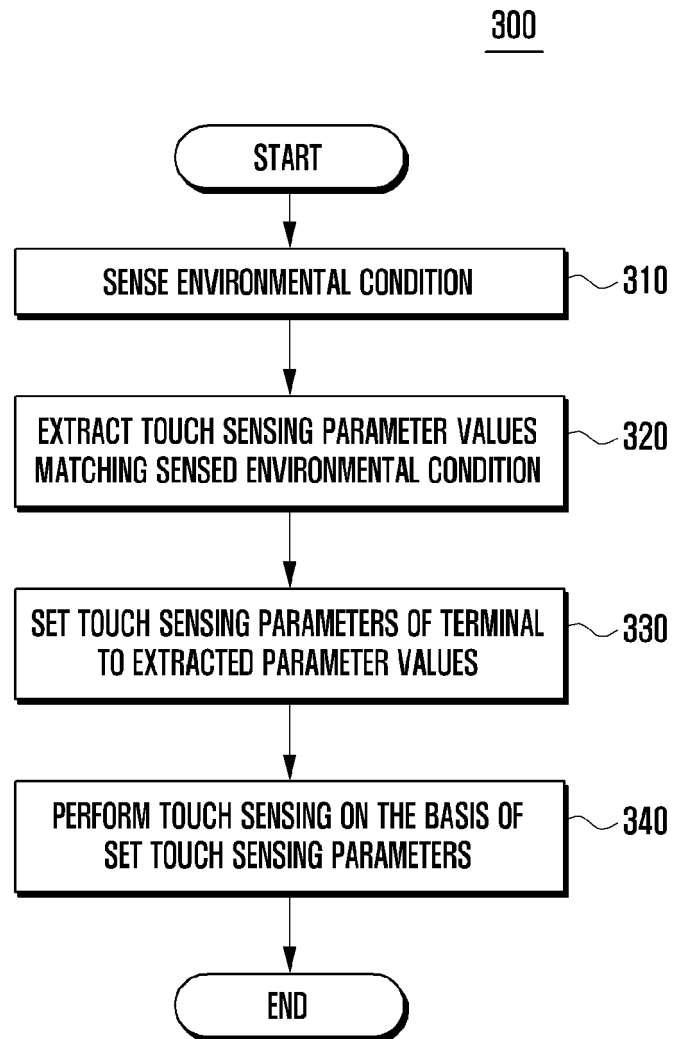 300
START
SENSE ENVIRONMENTAL CONDITION
310
EXTRACT TOUCH SENSING PARAMETER VALUES
MATCHING SENSED ENVIRONMENTAL CONDITION
320
SET TOUCH SENSING PARAMETERS OF TERMINAL
TO EXTRACTED PARAMETER VALUES
330
PERFORM TOUCH SENSING ON THE BASIS OF
SET TOUCH SENSING PARAMETERS
340
END